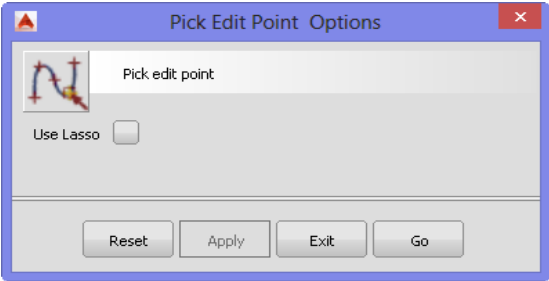 Pick Edit Point Options
Pick edit point
Use Lasso
Reset Apply Exit Go